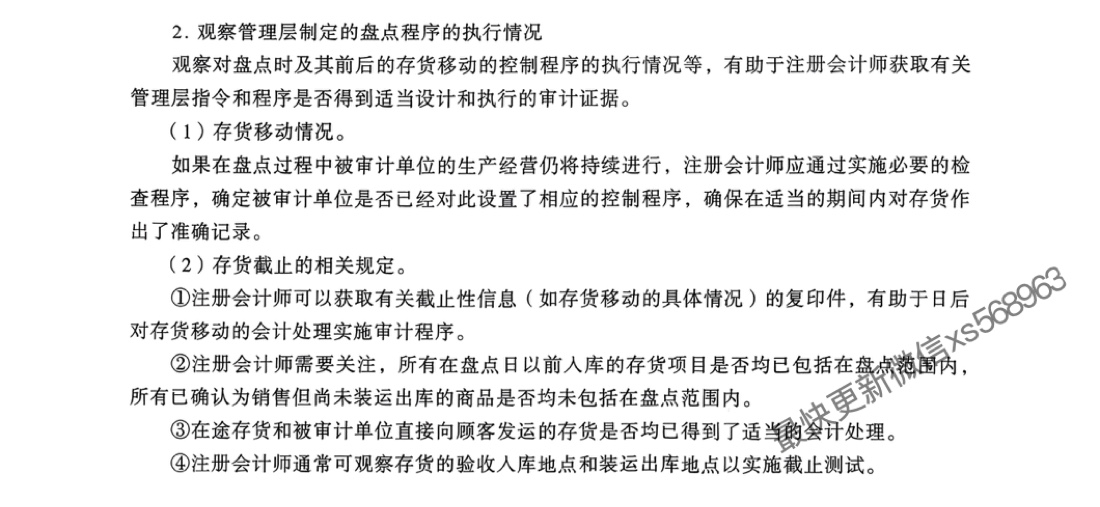 2. 观察管理层制定的盘点程序的执行情况
观察对盘点时及其前后的存货移动的控制程序的执行情况等，有助于注册会计师获取有关
管理层指令和程序是否得到适当设计和执行的审计证据。
（1）存货移动情况。
如果在盘点过程中被审计单位的生产经营仍将持续进行，注册会计师应通过实施必要的检
查程序，确定被审计单位是否已经对此设置了相应的控制程序，确保在适当的期间内对存货作
出了准确记录。
（2）存货截止的相关规定。
①注册会计师可以获取有关截止性信息（如存货移动的具体情况）的复印件，有助于日后
对存货移动的会计处理实施审计程序。
②注册会计师需要关注，所有在盘点日以前入库的存货项目是否均已包括在盘点范围内，
所有已确认为销售但尚未装运出库的商品是否均未包括在盘点范围内。
③在途存货和被审计单位直接向顾客发运的存货是否均已得到了适当的会计处理。
④注册会计师通常可观察存货的验收入库地点和装运出库地点以实施截止测试。
最快更新微信xs568963